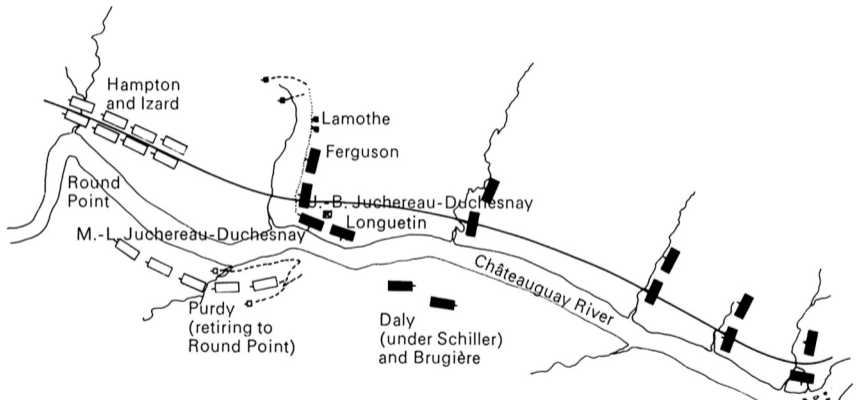 Hampton
and Izard
Lamothe
Ferguson
J.-B. Juchereau-Duchesnay
Longuetin
Round
Point
M.-L. Juchereau-Duchesnay
Châteauguay River
Purdy
(retiring to
Round Point)
Daly
(under Schiller)
and Brugière